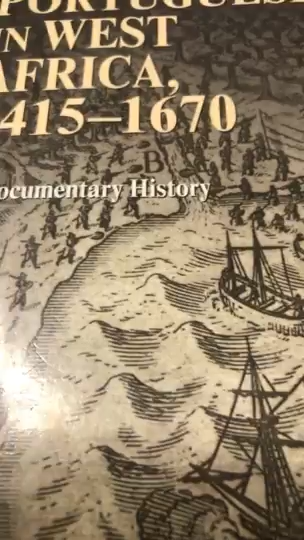 PORTUGUESE
IN WEST
AFRICA,
415–1670
B
ocumentary History